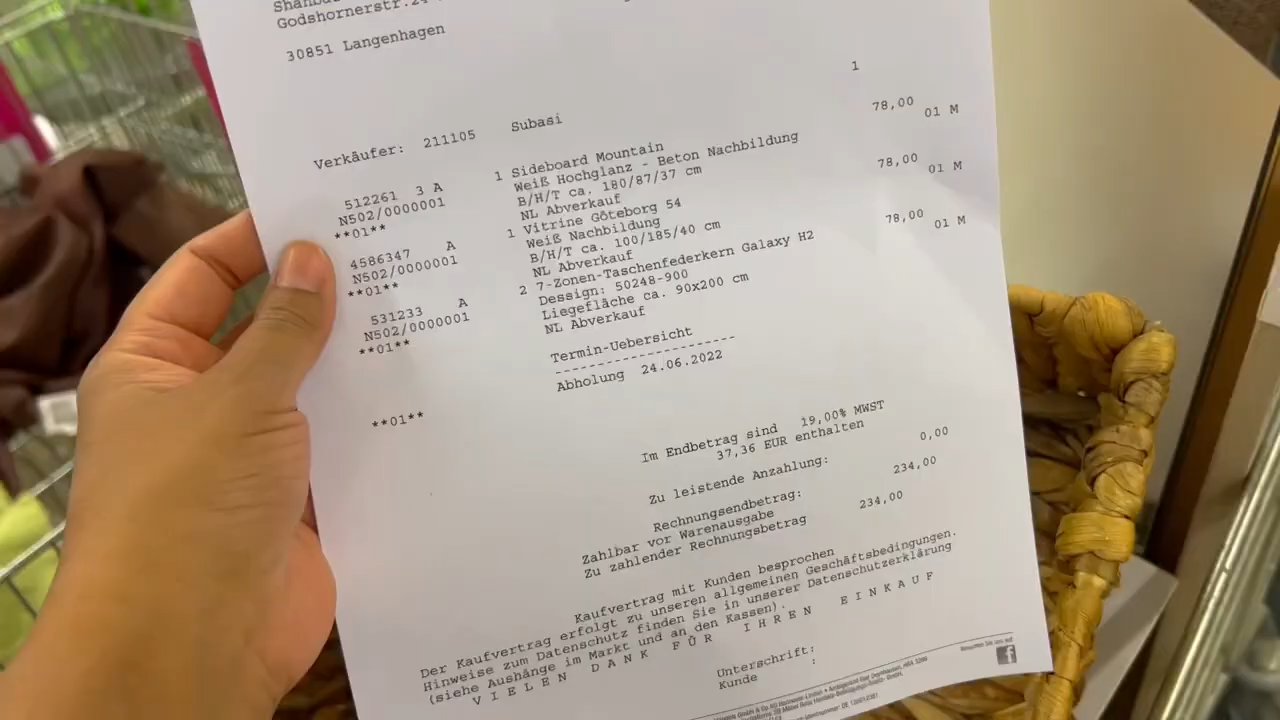 Godshornerstr.
30851 Langenhagen
1
Verkäufer: 211105 Subasi
512261 3 A 1 Sideboard Mountain 78,00
N502/0000001 Weiß Hochglanz - Beton Nachbildung 01 M
**01** B/H/T ca. 180/87/37 cm
NL Abverkauf
4586347 A 1 Vitrine Göteborg 54 78,00
N502/0000001 Weiß Nachbildung 01 M
**01** B/H/T ca. 100/185/40 cm
NL Abverkauf
531233 A 2 7-Zonen-Taschenfederkern Galaxy H2 78,00
N502/0000001 Dessign: 50248-900 01 M
**01** Liegefläche ca. 90x200 cm
NL Abverkauf
Termin-Uebersicht
--------------------
Abholung 24.06.2022
**01**
Im Endbetrag sind 19,00% MWST
37,36 EUR enthalten
Zu leistende Anzahlung: 0,00
Rechnungsendbetrag: 234,00
Zahlbar vor Warenausgabe
Zu zahlender Rechnungsbetrag 234,00
Kaufvertrag mit Kunden besprochen
Der Kaufvertrag erfolgt zu unseren allgemeinen Geschäftsbedingungen.
Hinweise zum Datenschutz finden Sie in unserer Datenschutzerklärung
(siehe Aushänge im Markt und an den Kassen).
V I E L E N D A N K F Ü R I H R E N E I N K A U F
Unterschrift:
Kunde :
Besuchen Sie uns auf
f